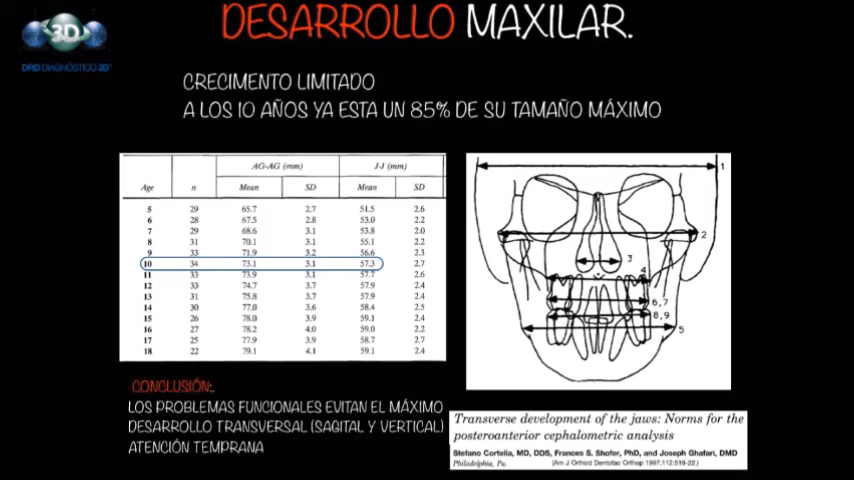 DESARROLLO MAXILAR.
3D
DRD DIAGNÓSTICO 3D
CRECIMENTO LIMITADO
A LOS 10 AÑOS YA ESTA UN 85% DE SU TAMAÑO MÁXIMO
AG-AG (mm) J-J (mm)
Age n Mean SD Mean SD
5 29 65.7 2.7 51.5 2.6
6 28 67.5 2.8 53.0 2.2
7 29 68.6 3.1 53.8 2.0
8 31 70.1 3.1 55.1 2.2
9 33 71.9 3.2 56.6 2.3
10 34 73.1 3.1 57.3 2.7
11 33 73.9 3.1 57.7 2.6
12 33 74.7 3.7 57.9 2.4
13 31 75.8 3.7 57.9 2.4
14 30 77.0 3.6 58.4 2.5
15 26 78.0 3.9 59.1 2.4
16 27 78.2 4.0 59.0 2.2
17 25 77.9 3.9 58.7 2.7
18 22 79.1 4.1 59.1 2.4
1
2
3
4
6,7
8,9
5
CONCLUSIÓN:.
LOS PROBLEMAS FUNCIONALES EVITAN EL MÁXIMO
DESARROLLO TRANSVERSAL (SAGITAL Y VERTICAL)
ATENCIÓN TEMPRANA
Transverse development of the jaws: Norms for the
posteroanterior cephalometric analysis
Stefano Cortella, MD, DDS, Frances S. Shofer, PhD, and Joseph Ghafari, DMD
Philadelphia, Pa. (Am J Orthod Dentofac Orthop 1997;112:519-22.)